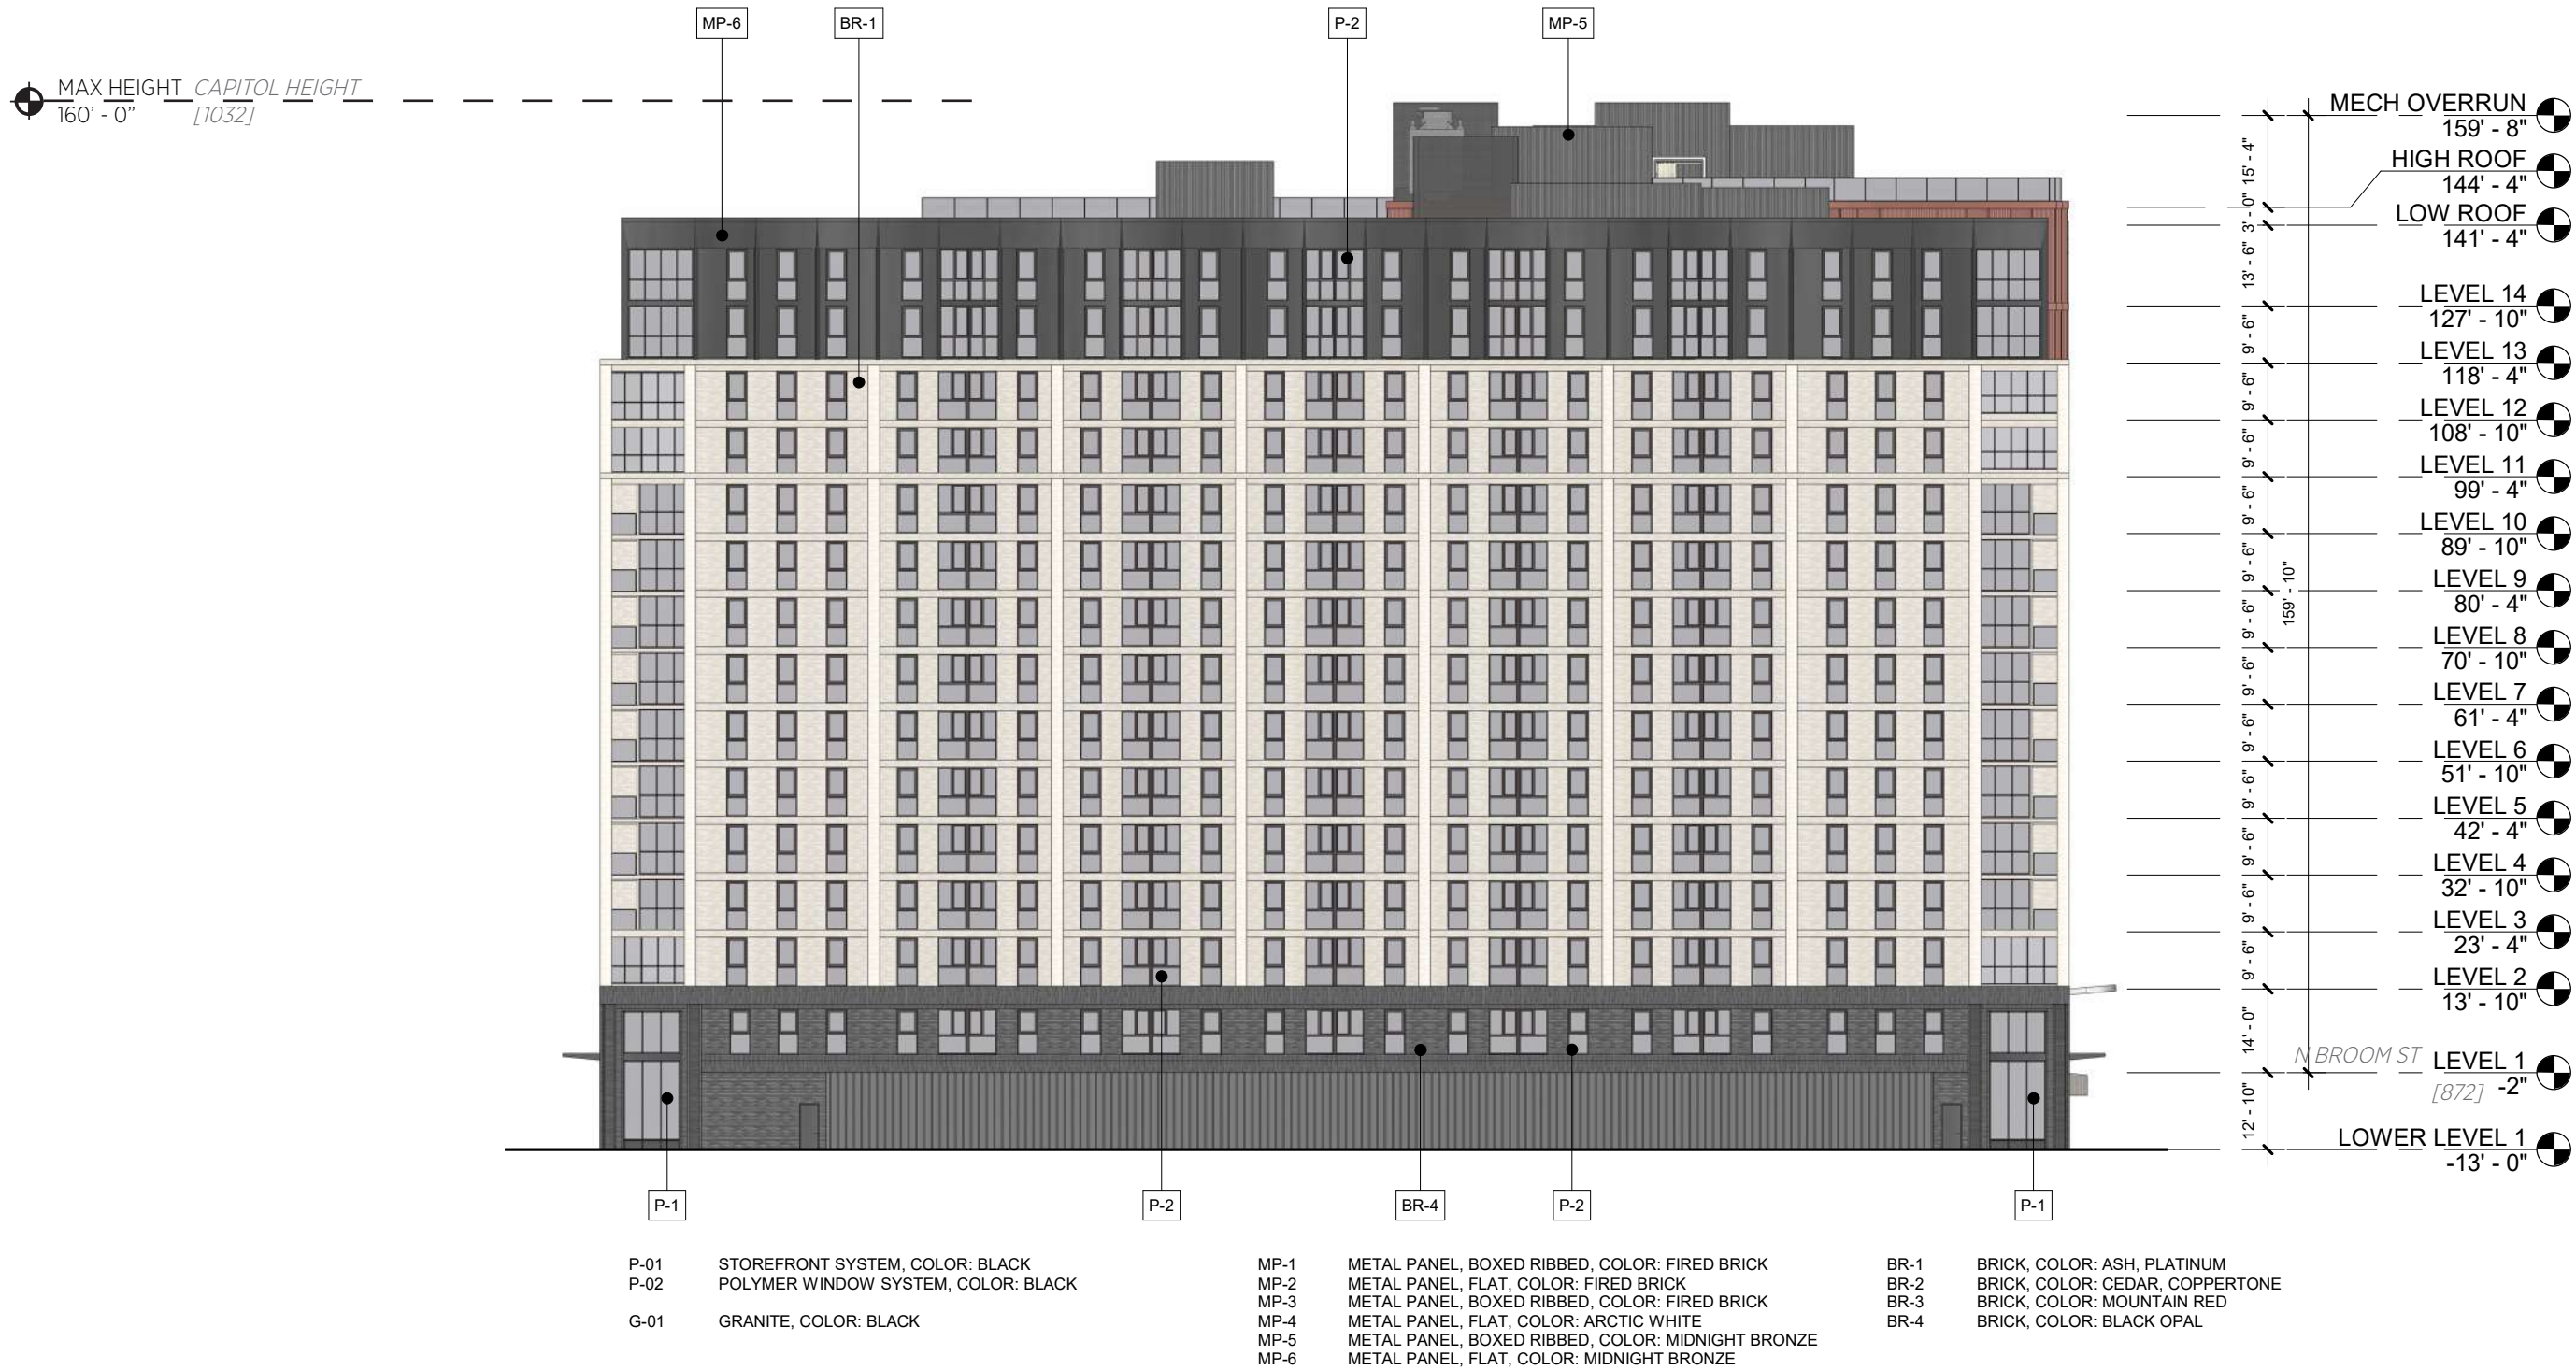 MP-6
BR-1
P-2
MP-5
MAX HEIGHT CAPITOL HEIGHT
160' - 0" [1032]
MECH OVERRUN
159' - 8"
HIGH ROOF
144' - 4"
LOW ROOF
141' - 4"
LEVEL 14
127' - 10"
LEVEL 13
118' - 4"
LEVEL 12
108' - 10"
LEVEL 11
99' - 4"
LEVEL 10
89' - 10"
LEVEL 9
80' - 4"
LEVEL 8
70' - 10"
LEVEL 7
61' - 4"
LEVEL 6
51' - 10"
LEVEL 5
42' - 4"
LEVEL 4
32' - 10"
LEVEL 3
23' - 4"
LEVEL 2
13' - 10"
N BROOM ST LEVEL 1
[872] -2"
LOWER LEVEL 1
-13' - 0"
15' - 4"
3' - 0"
13' - 6"
9' - 6"
9' - 6"
9' - 6"
9' - 6"
9' - 6"
9' - 6"
9' - 6"
9' - 6"
9' - 6"
9' - 6"
9' - 6"
9' - 6"
14' - 0"
12' - 10"
159' - 10"
P-1
P-2
BR-4
P-2
P-1
P-01 STOREFRONT SYSTEM, COLOR: BLACK
P-02 POLYMER WINDOW SYSTEM, COLOR: BLACK
G-01 GRANITE, COLOR: BLACK
MP-1 METAL PANEL, BOXED RIBBED, COLOR: FIRED BRICK
MP-2 METAL PANEL, FLAT, COLOR: FIRED BRICK
MP-3 METAL PANEL, BOXED RIBBED, COLOR: FIRED BRICK
MP-4 METAL PANEL, FLAT, COLOR: ARCTIC WHITE
MP-5 METAL PANEL, BOXED RIBBED, COLOR: MIDNIGHT BRONZE
MP-6 METAL PANEL, FLAT, COLOR: MIDNIGHT BRONZE
BR-1 BRICK, COLOR: ASH, PLATINUM
BR-2 BRICK, COLOR: CEDAR, COPPERTONE
BR-3 BRICK, COLOR: MOUNTAIN RED
BR-4 BRICK, COLOR: BLACK OPAL